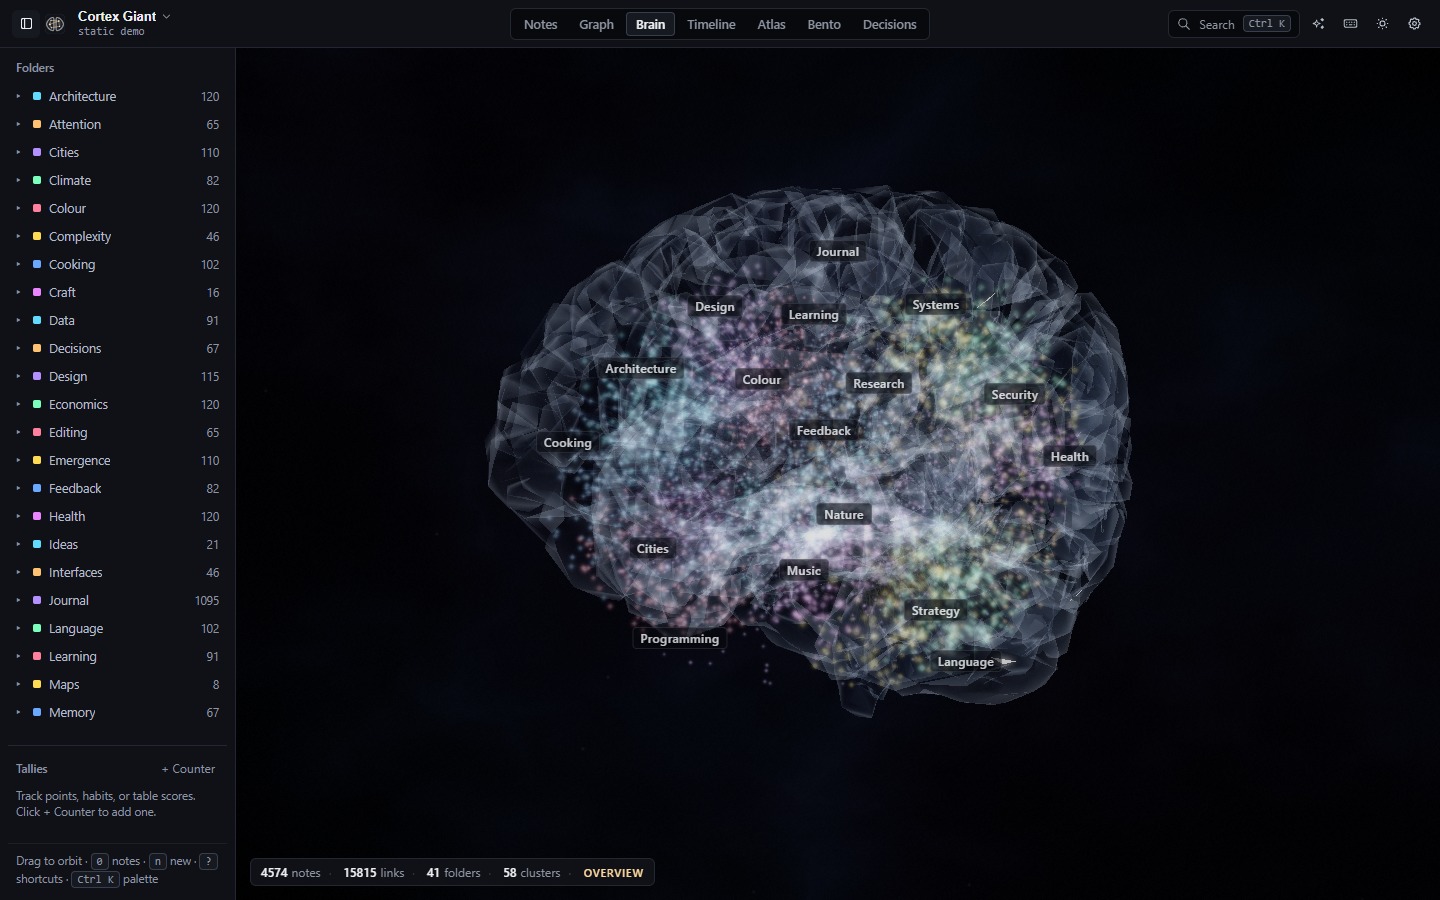 Cortex Giant
static demo
Notes
Graph
Brain
Timeline
Atlas
Bento
Decisions
Search Ctrl K
Folders
Architecture 120
Attention 65
Cities 110
Climate 82
Colour 120
Complexity 46
Cooking 102
Craft 16
Data 91
Decisions 67
Design 115
Economics 120
Editing 65
Emergence 110
Feedback 82
Health 120
Ideas 21
Interfaces 46
Journal 1095
Language 102
Learning 91
Maps 8
Memory 67
Tallies
+ Counter
Track points, habits, or table scores.
Click + Counter to add one.
Drag to orbit · 0 notes · n new · ?
shortcuts · Ctrl K palette
Journal
Design
Learning
Systems
Architecture
Colour
Research
Security
Feedback
Cooking
Health
Nature
Cities
Music
Strategy
Programming
Language
4574 notes · 15815 links · 41 folders · 58 clusters · OVERVIEW